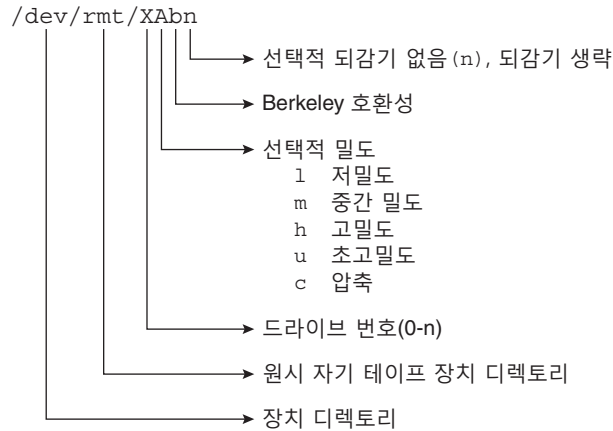 /dev/rmt/XAbn
선택적 되감기 없음(n), 되감기 생략
Berkeley 호환성
선택적 밀도
l 저밀도
m 중간 밀도
h 고밀도
u 초고밀도
c 압축
드라이브 번호(0-n)
원시 자기 테이프 장치 디렉토리
장치 디렉토리